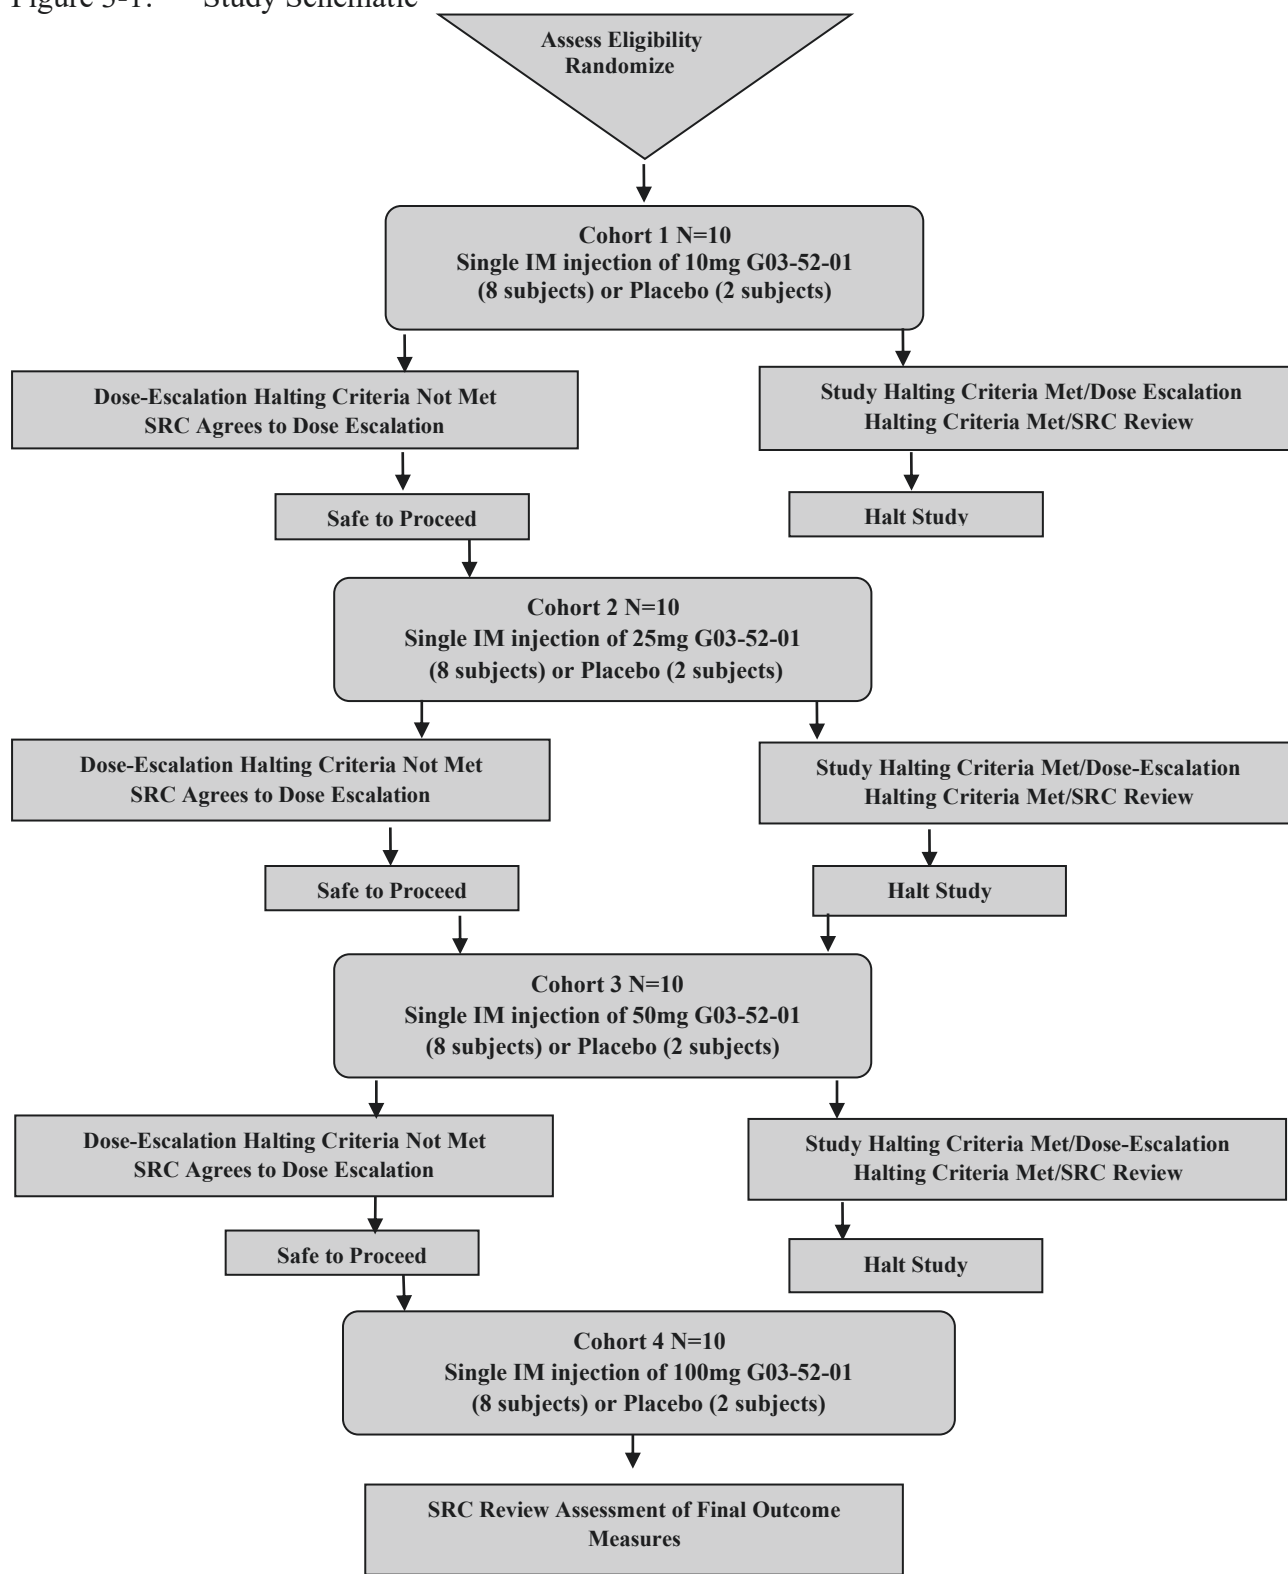 Figure 3-1. Study Schematic
Assess Eligibility
Randomize
Cohort 1 N=10
Single IM injection of 10mg G03-52-01
(8 subjects) or Placebo (2 subjects)
Dose-Escalation Halting Criteria Not Met
SRC Agrees to Dose Escalation
Study Halting Criteria Met/Dose Escalation
Halting Criteria Met/SRC Review
Safe to Proceed
Halt Study
Cohort 2 N=10
Single IM injection of 25mg G03-52-01
(8 subjects) or Placebo (2 subjects)
Dose-Escalation Halting Criteria Not Met
SRC Agrees to Dose Escalation
Study Halting Criteria Met/Dose-Escalation
Halting Criteria Met/SRC Review
Safe to Proceed
Halt Study
Cohort 3 N=10
Single IM injection of 50mg G03-52-01
(8 subjects) or Placebo (2 subjects)
Dose-Escalation Halting Criteria Not Met
SRC Agrees to Dose Escalation
Study Halting Criteria Met/Dose-Escalation
Halting Criteria Met/SRC Review
Safe to Proceed
Halt Study
Cohort 4 N=10
Single IM injection of 100mg G03-52-01
(8 subjects) or Placebo (2 subjects)
SRC Review Assessment of Final Outcome
Measures